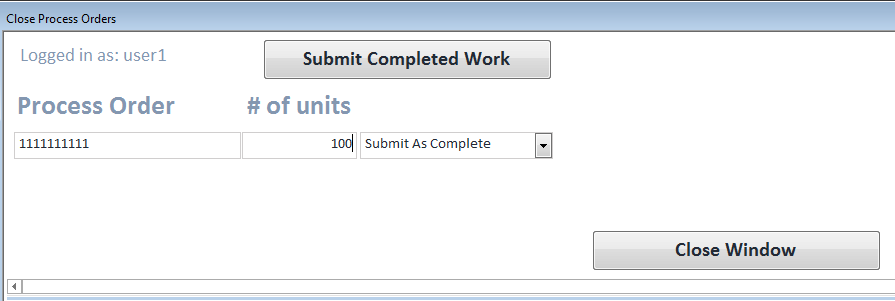 Close Process Orders
Logged in as: user1
Submit Completed Work
Process Order # of units
1111111111 100 Submit As Complete
Close Window